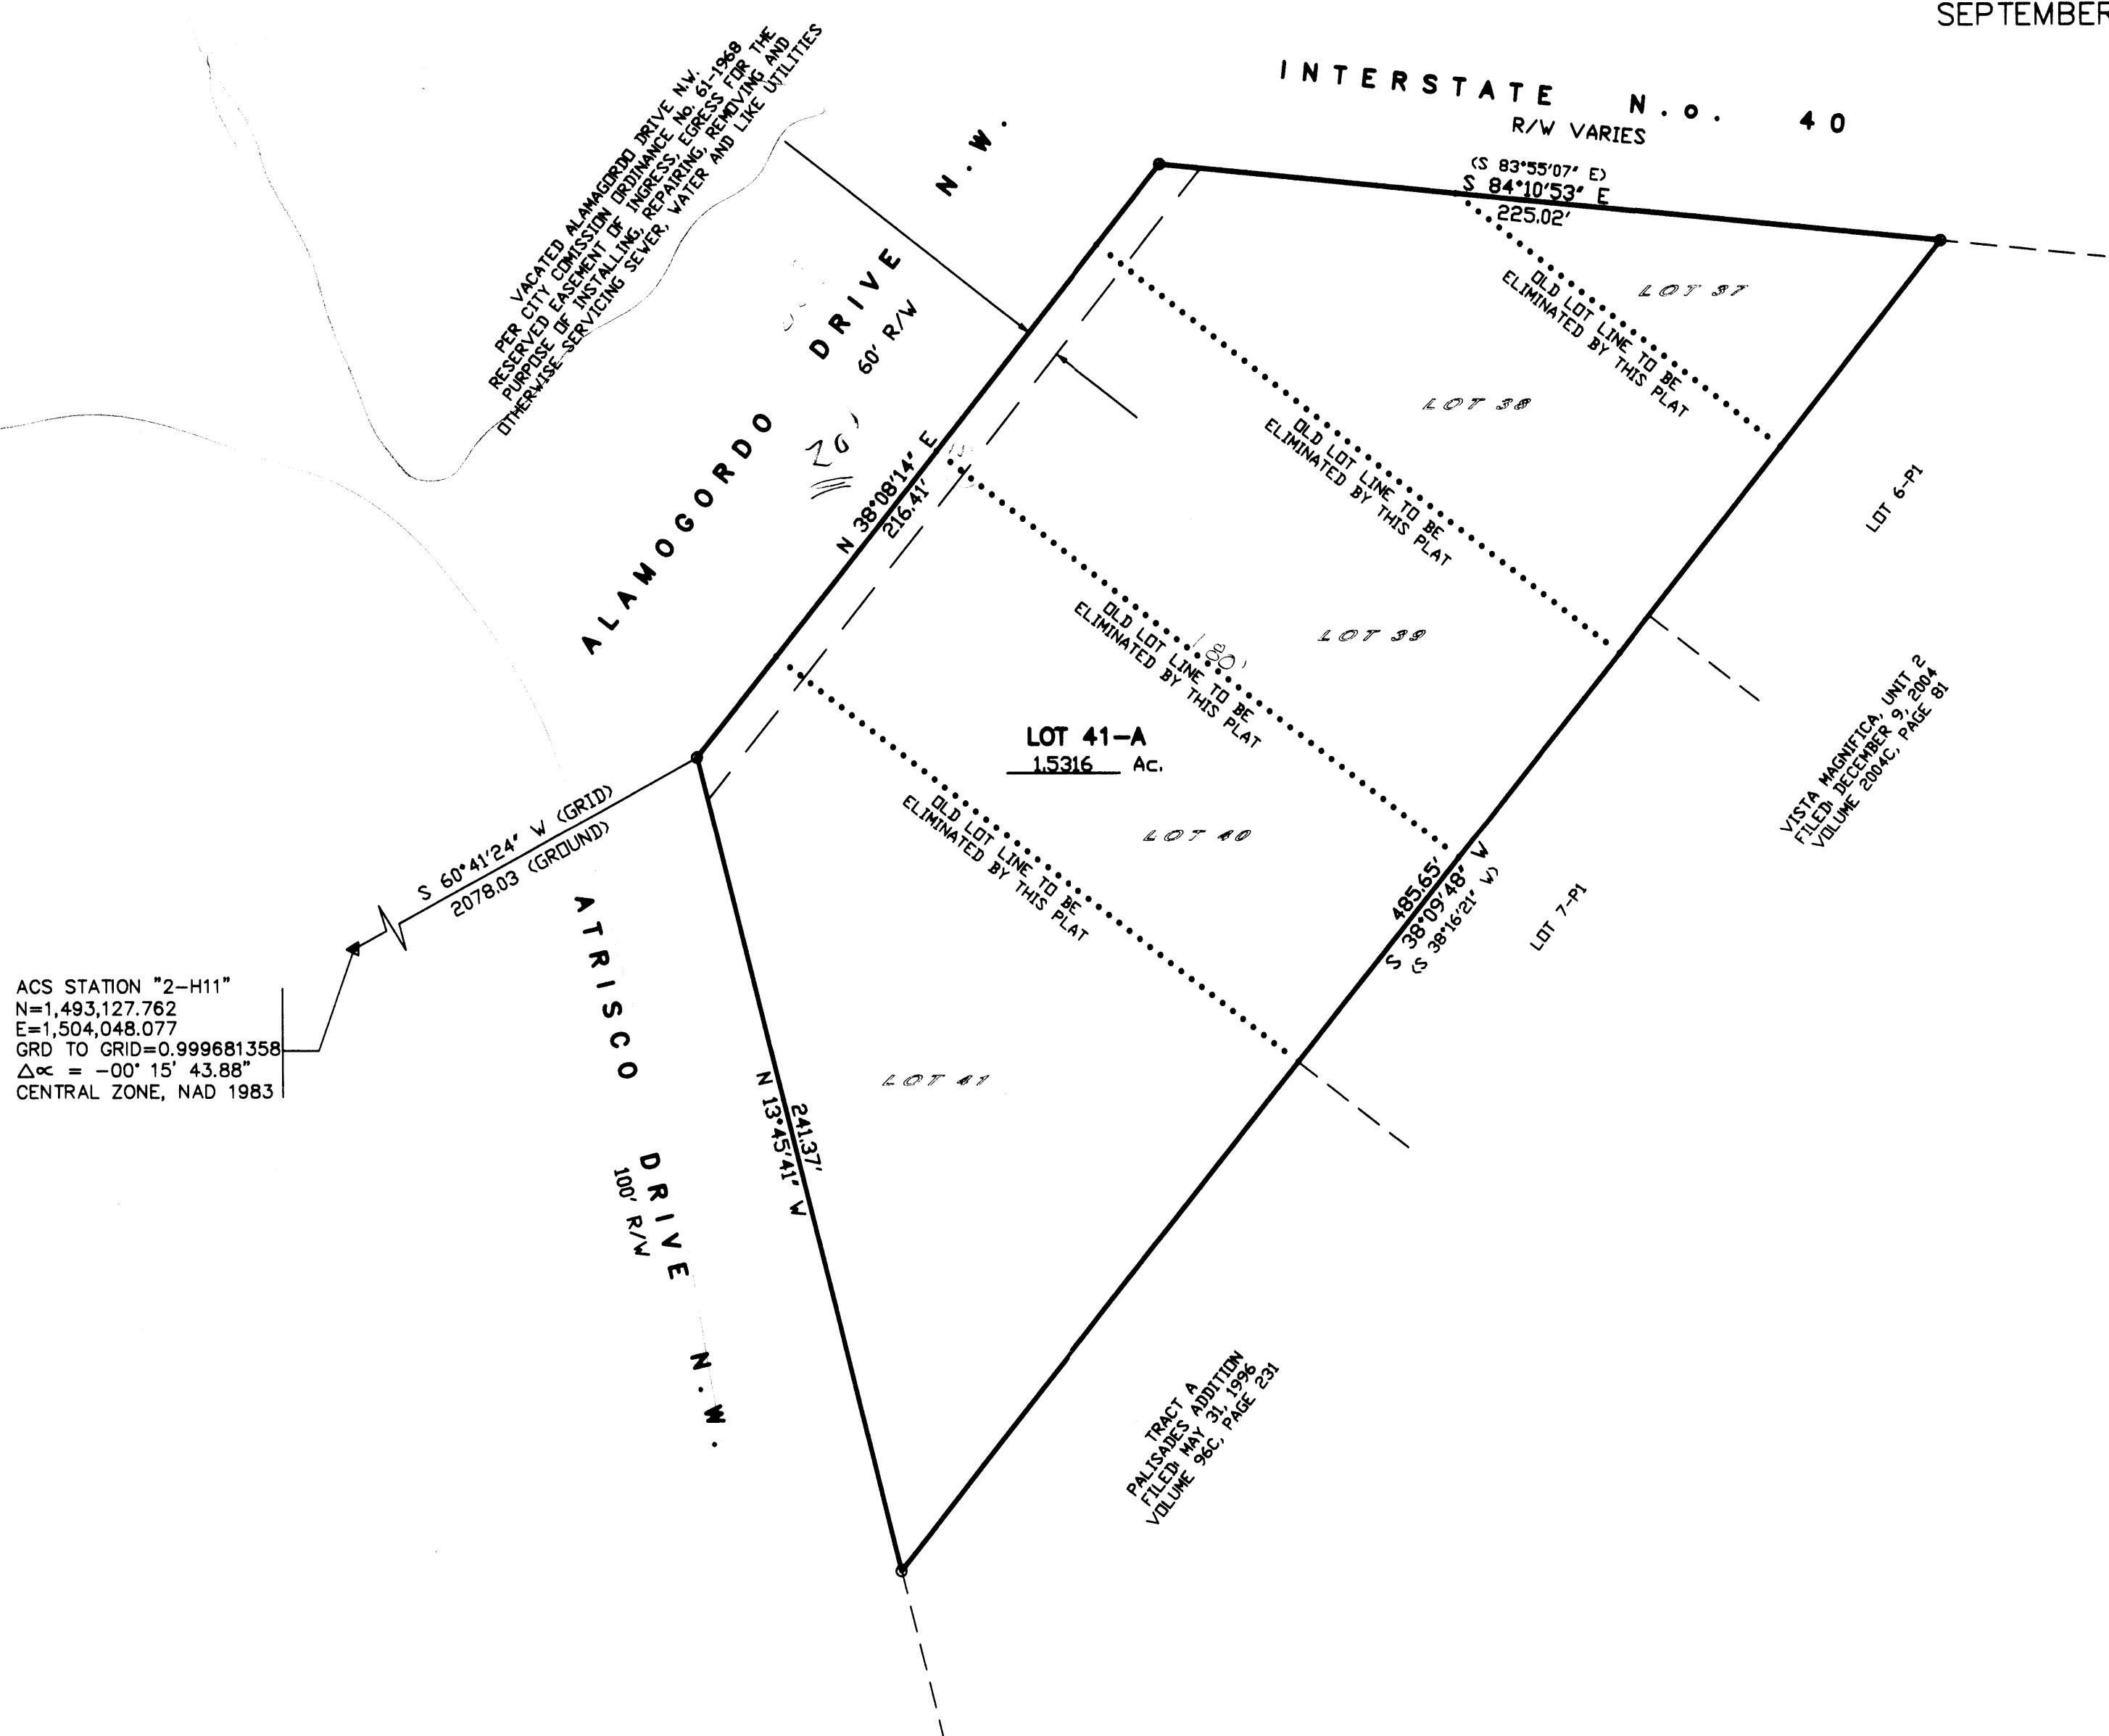 SEPTEMBER
INTERSTATE N.o. 40
R/W VARIES
(S 83°55'07" E)
S 84°10'53" E
225.02'
VACATED ALAMAGORDO DRIVE N.W.
PER CITY COMISSION ORDINANCE No. 61-1968
RESERVED EASEMENT OF INGRESS, EGRESS FOR THE
PURPOSE OF INSTALLING, REPAIRING, REMOVING AND
OTHERWISE SERVICING SEWER, WATER AND LIKE UTILITIES
ALAMOGORDO DRIVE N.W.
60' R/W
20'
N 38°08'14" E
216.41'
LOT 37
OLD LOT LINE TO BE
ELIMINATED BY THIS PLAT
LOT 38
OLD LOT LINE TO BE
ELIMINATED BY THIS PLAT
LOT 39
OLD LOT LINE TO BE
ELIMINATED BY THIS PLAT
180'
LOT 41-A
1.5316 Ac.
LOT 40
OLD LOT LINE TO BE
ELIMINATED BY THIS PLAT
LOT 41
LOT 6-P1
VISTA MAGNIFICA, UNIT 2
FILED: DECEMBER 9, 2004
VOLUME 2004C, PAGE 81
LOT 7-P1
485.65'
S 38°09'48" W
(S 38°16'21" W)
S 60°41'24" W (GRID)
2078.03 (GROUND)
ACS STATION "2-H11"
N=1,493,127.762
E=1,504,048.077
GRD TO GRID=0.999681358
∆∝ = -00° 15' 43.88"
CENTRAL ZONE, NAD 1983
ATRISCO DRIVE N.W.
100' R/W
241.37'
N 13°45'41" W
TRACT A
PALISADES ADDITION
FILED: MAY 31, 1996
VOLUME 96C, PAGE 231